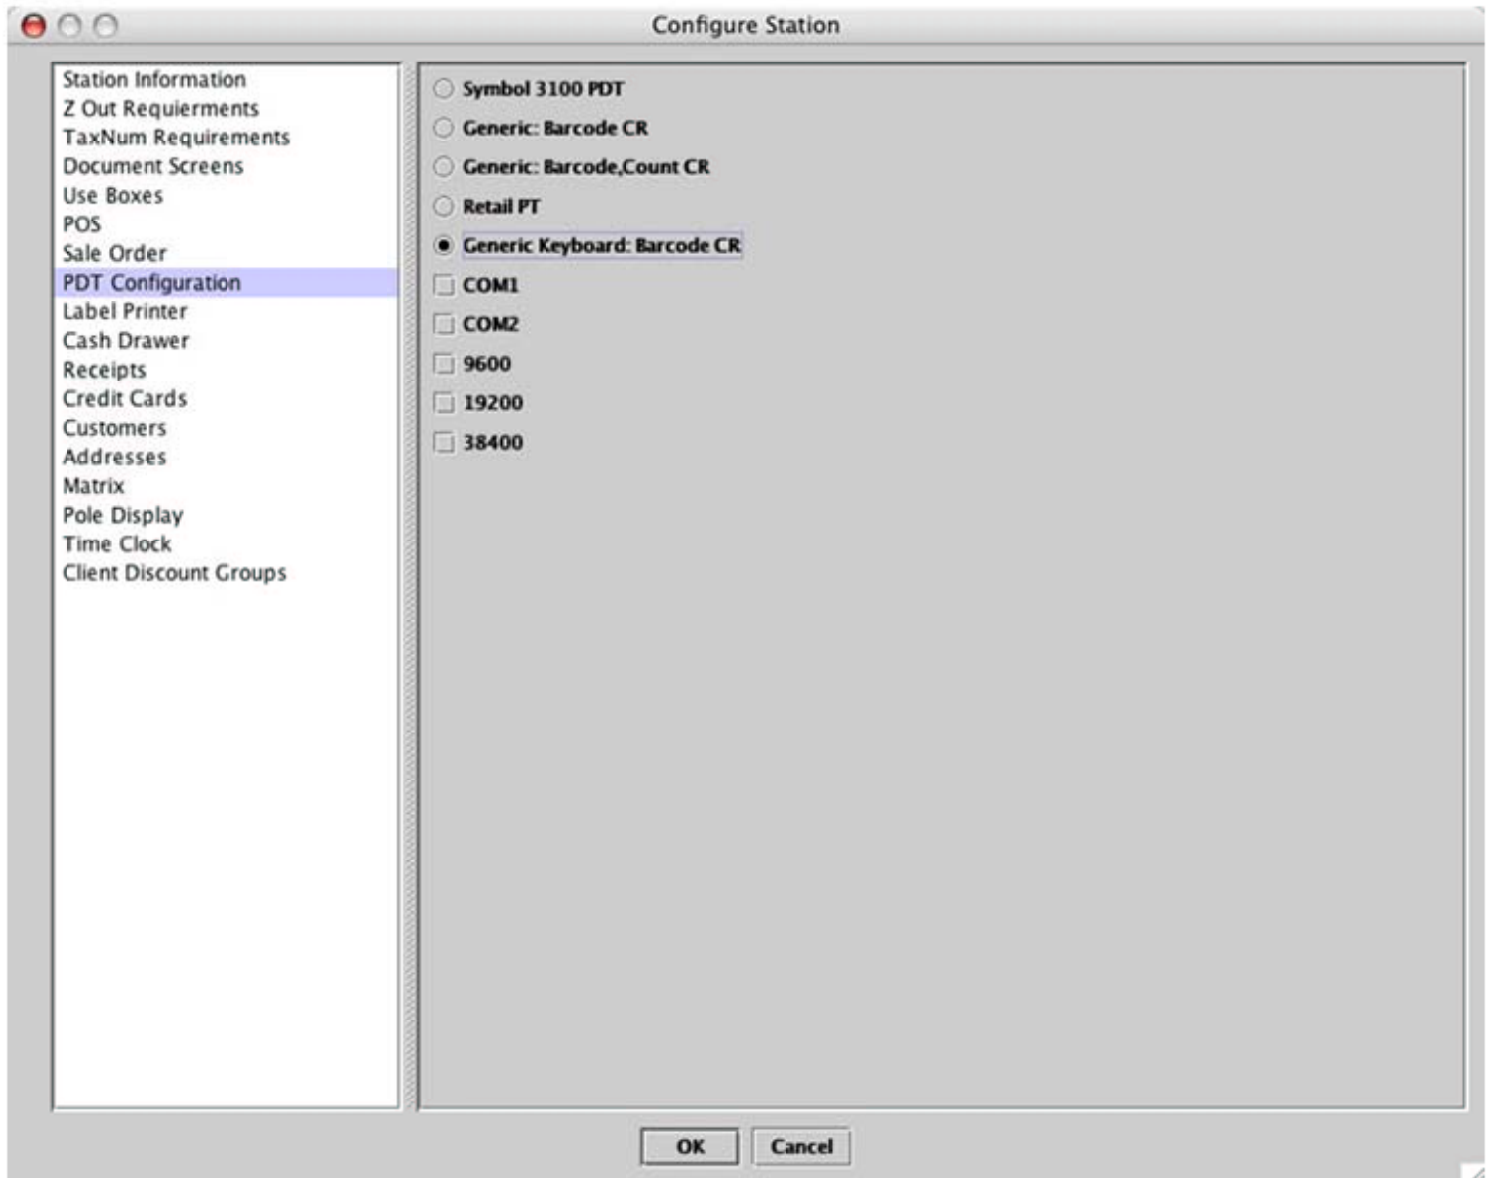 Configure Station
Station Information
Z Out Requierments
TaxNum Requirements
Document Screens
Use Boxes
POS
Sale Order
PDT Configuration
Label Printer
Cash Drawer
Receipts
Credit Cards
Customers
Addresses
Matrix
Pole Display
Time Clock
Client Discount Groups
Symbol 3100 PDT
Generic: Barcode CR
Generic: Barcode,Count CR
Retail PT
Generic Keyboard: Barcode CR
COM1
COM2
9600
19200
38400
OK
Cancel